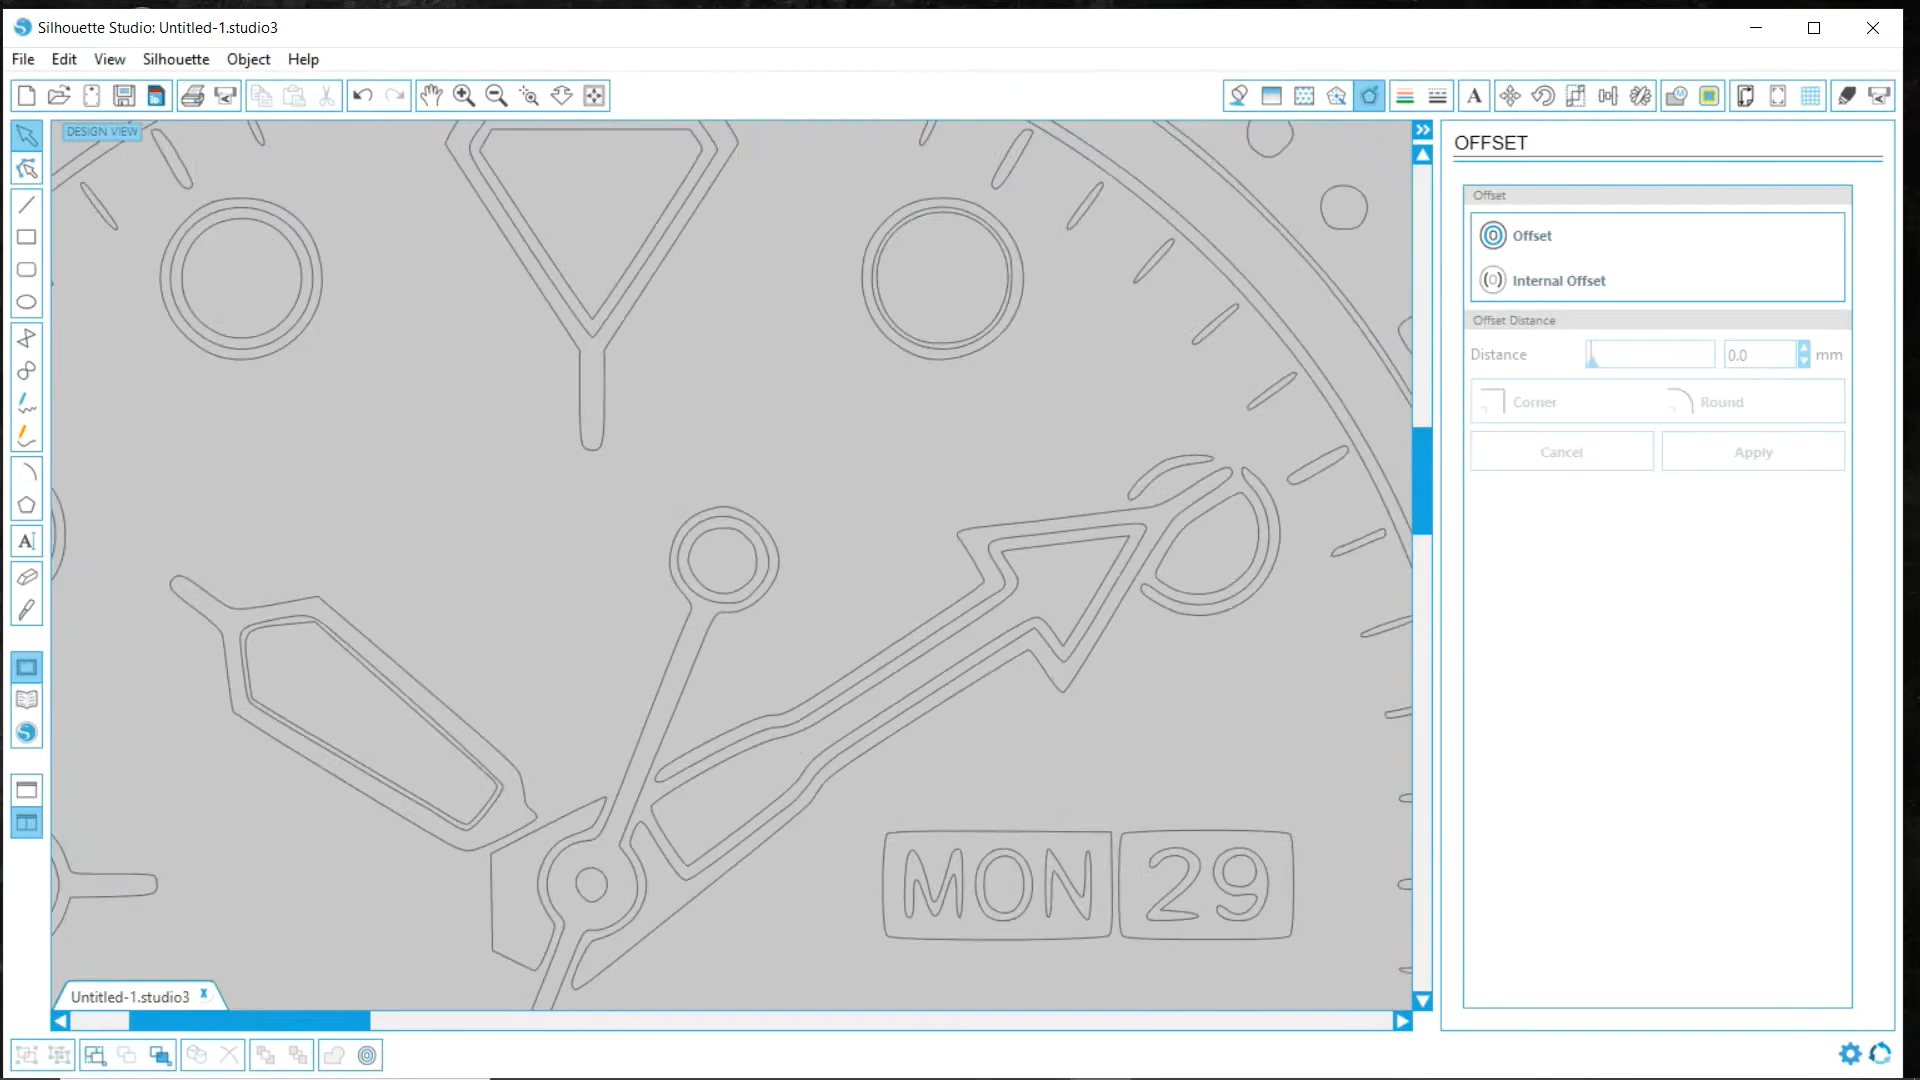 Silhouette Studio: Untitled-1.studio3
File Edit View Silhouette Object Help
DESIGN VIEW
OFFSET
Offset
Offset
Internal Offset
Offset Distance
Distance 0.0 mm
Corner Round
Cancel Apply
MON 29
Untitled-1.studio3 x